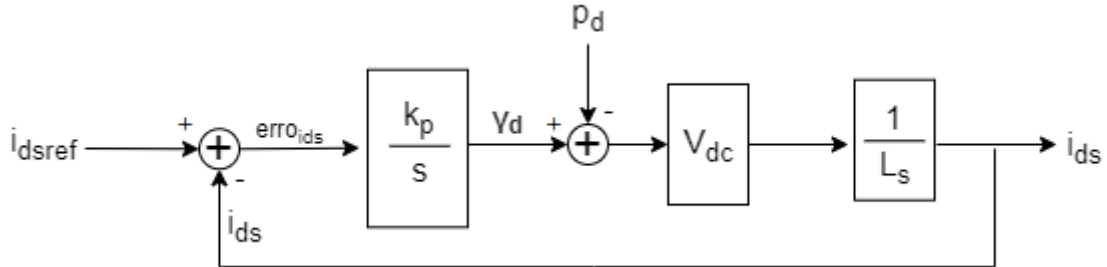 p_d
i_dsref
+
-
erro_ids
k_p
s
γ_d
+
-
V_dc
1
L_s
i_ds
i_ds